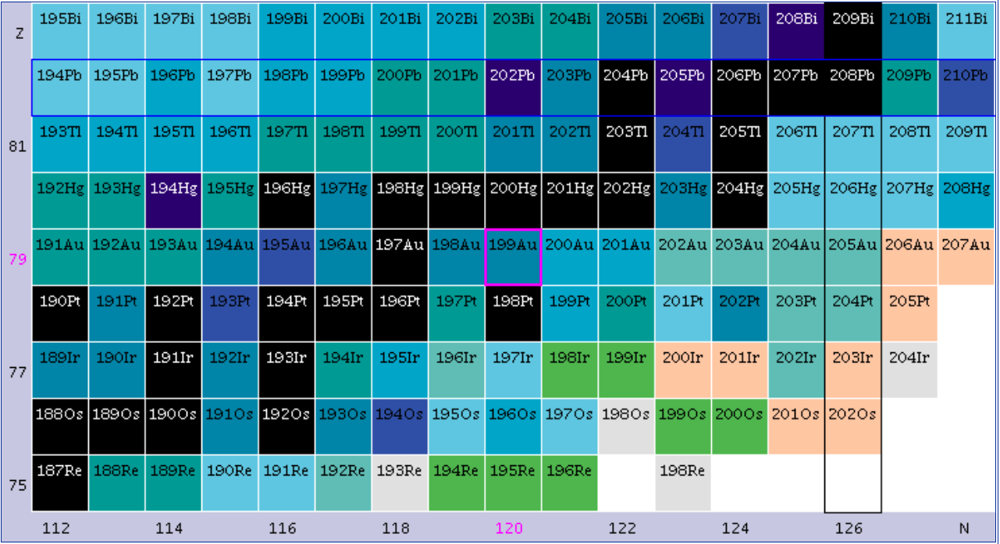 Z 195Bi 196Bi 197Bi 198Bi 199Bi 200Bi 201Bi 202Bi 203Bi 204Bi 205Bi 206Bi 207Bi 208Bi 209Bi 210Bi 211Bi
194Pb 195Pb 196Pb 197Pb 198Pb 199Pb 200Pb 201Pb 202Pb 203Pb 204Pb 205Pb 206Pb 207Pb 208Pb 209Pb 210Pb
81 193Tl 194Tl 195Tl 196Tl 197Tl 198Tl 199Tl 200Tl 201Tl 202Tl 203Tl 204Tl 205Tl 206Tl 207Tl 208Tl 209Tl
192Hg 193Hg 194Hg 195Hg 196Hg 197Hg 198Hg 199Hg 200Hg 201Hg 202Hg 203Hg 204Hg 205Hg 206Hg 207Hg 208Hg
79 191Au 192Au 193Au 194Au 195Au 196Au 197Au 198Au 199Au 200Au 201Au 202Au 203Au 204Au 205Au 206Au 207Au
190Pt 191Pt 192Pt 193Pt 194Pt 195Pt 196Pt 197Pt 198Pt 199Pt 200Pt 201Pt 202Pt 203Pt 204Pt 205Pt
77 189Ir 190Ir 191Ir 192Ir 193Ir 194Ir 195Ir 196Ir 197Ir 198Ir 199Ir 200Ir 201Ir 202Ir 203Ir 204Ir
188Os 189Os 190Os 191Os 192Os 193Os 194Os 195Os 196Os 197Os 198Os 199Os 200Os 201Os 202Os
75 187Re 188Re 189Re 190Re 191Re 192Re 193Re 194Re 195Re 196Re 198Re
112 114 116 118 120 122 124 126 N